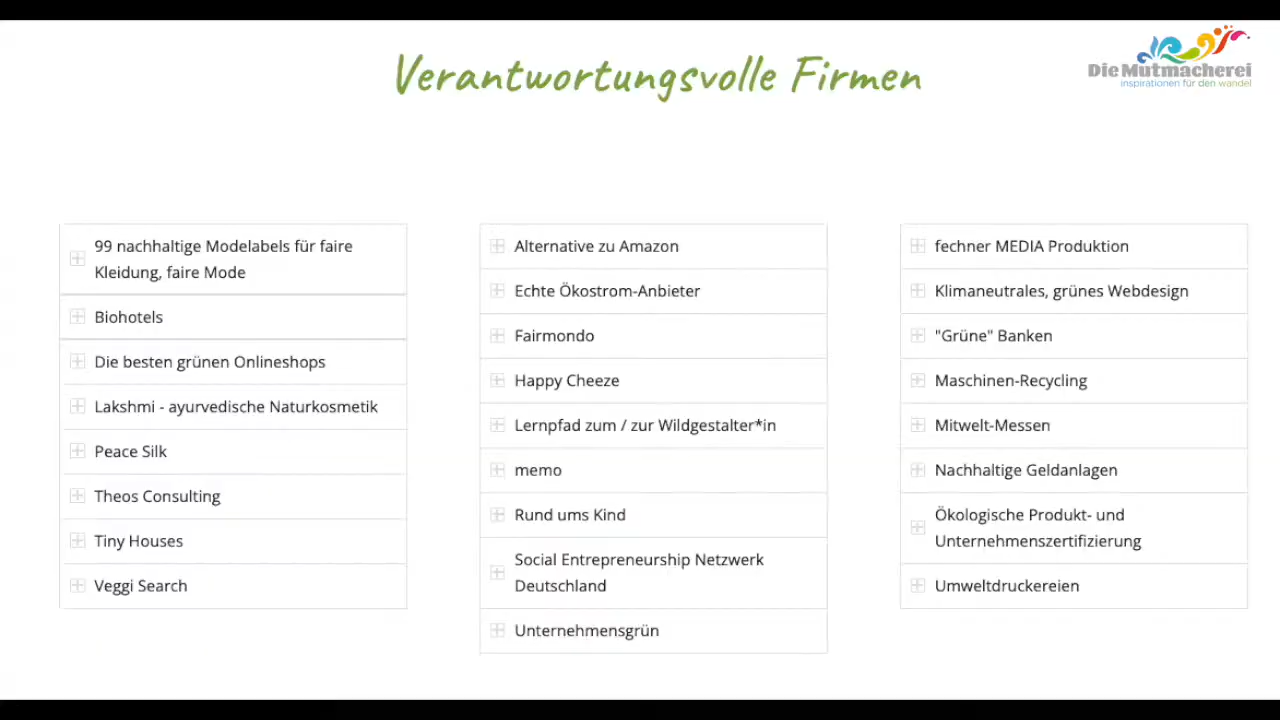 Verantwortungsvolle Firmen
Die Mutmacherei
inspirationen für den wandel
99 nachhaltige Modelabels für faire
Kleidung, faire Mode
Biohotels
Die besten grünen Onlineshops
Lakshmi - ayurvedische Naturkosmetik
Peace Silk
Theos Consulting
Tiny Houses
Veggi Search
Alternative zu Amazon
Echte Ökostrom-Anbieter
Fairmondo
Happy Cheeze
Lernpfad zum / zur Wildgestalter*in
memo
Rund ums Kind
Social Entrepreneurship Netzwerk
Deutschland
Unternehmensgrün
fechner MEDIA Produktion
Klimaneutrales, grünes Webdesign
"Grüne" Banken
Maschinen-Recycling
Mitwelt-Messen
Nachhaltige Geldanlagen
Ökologische Produkt- und
Unternehmenszertifizierung
Umweltdruckereien